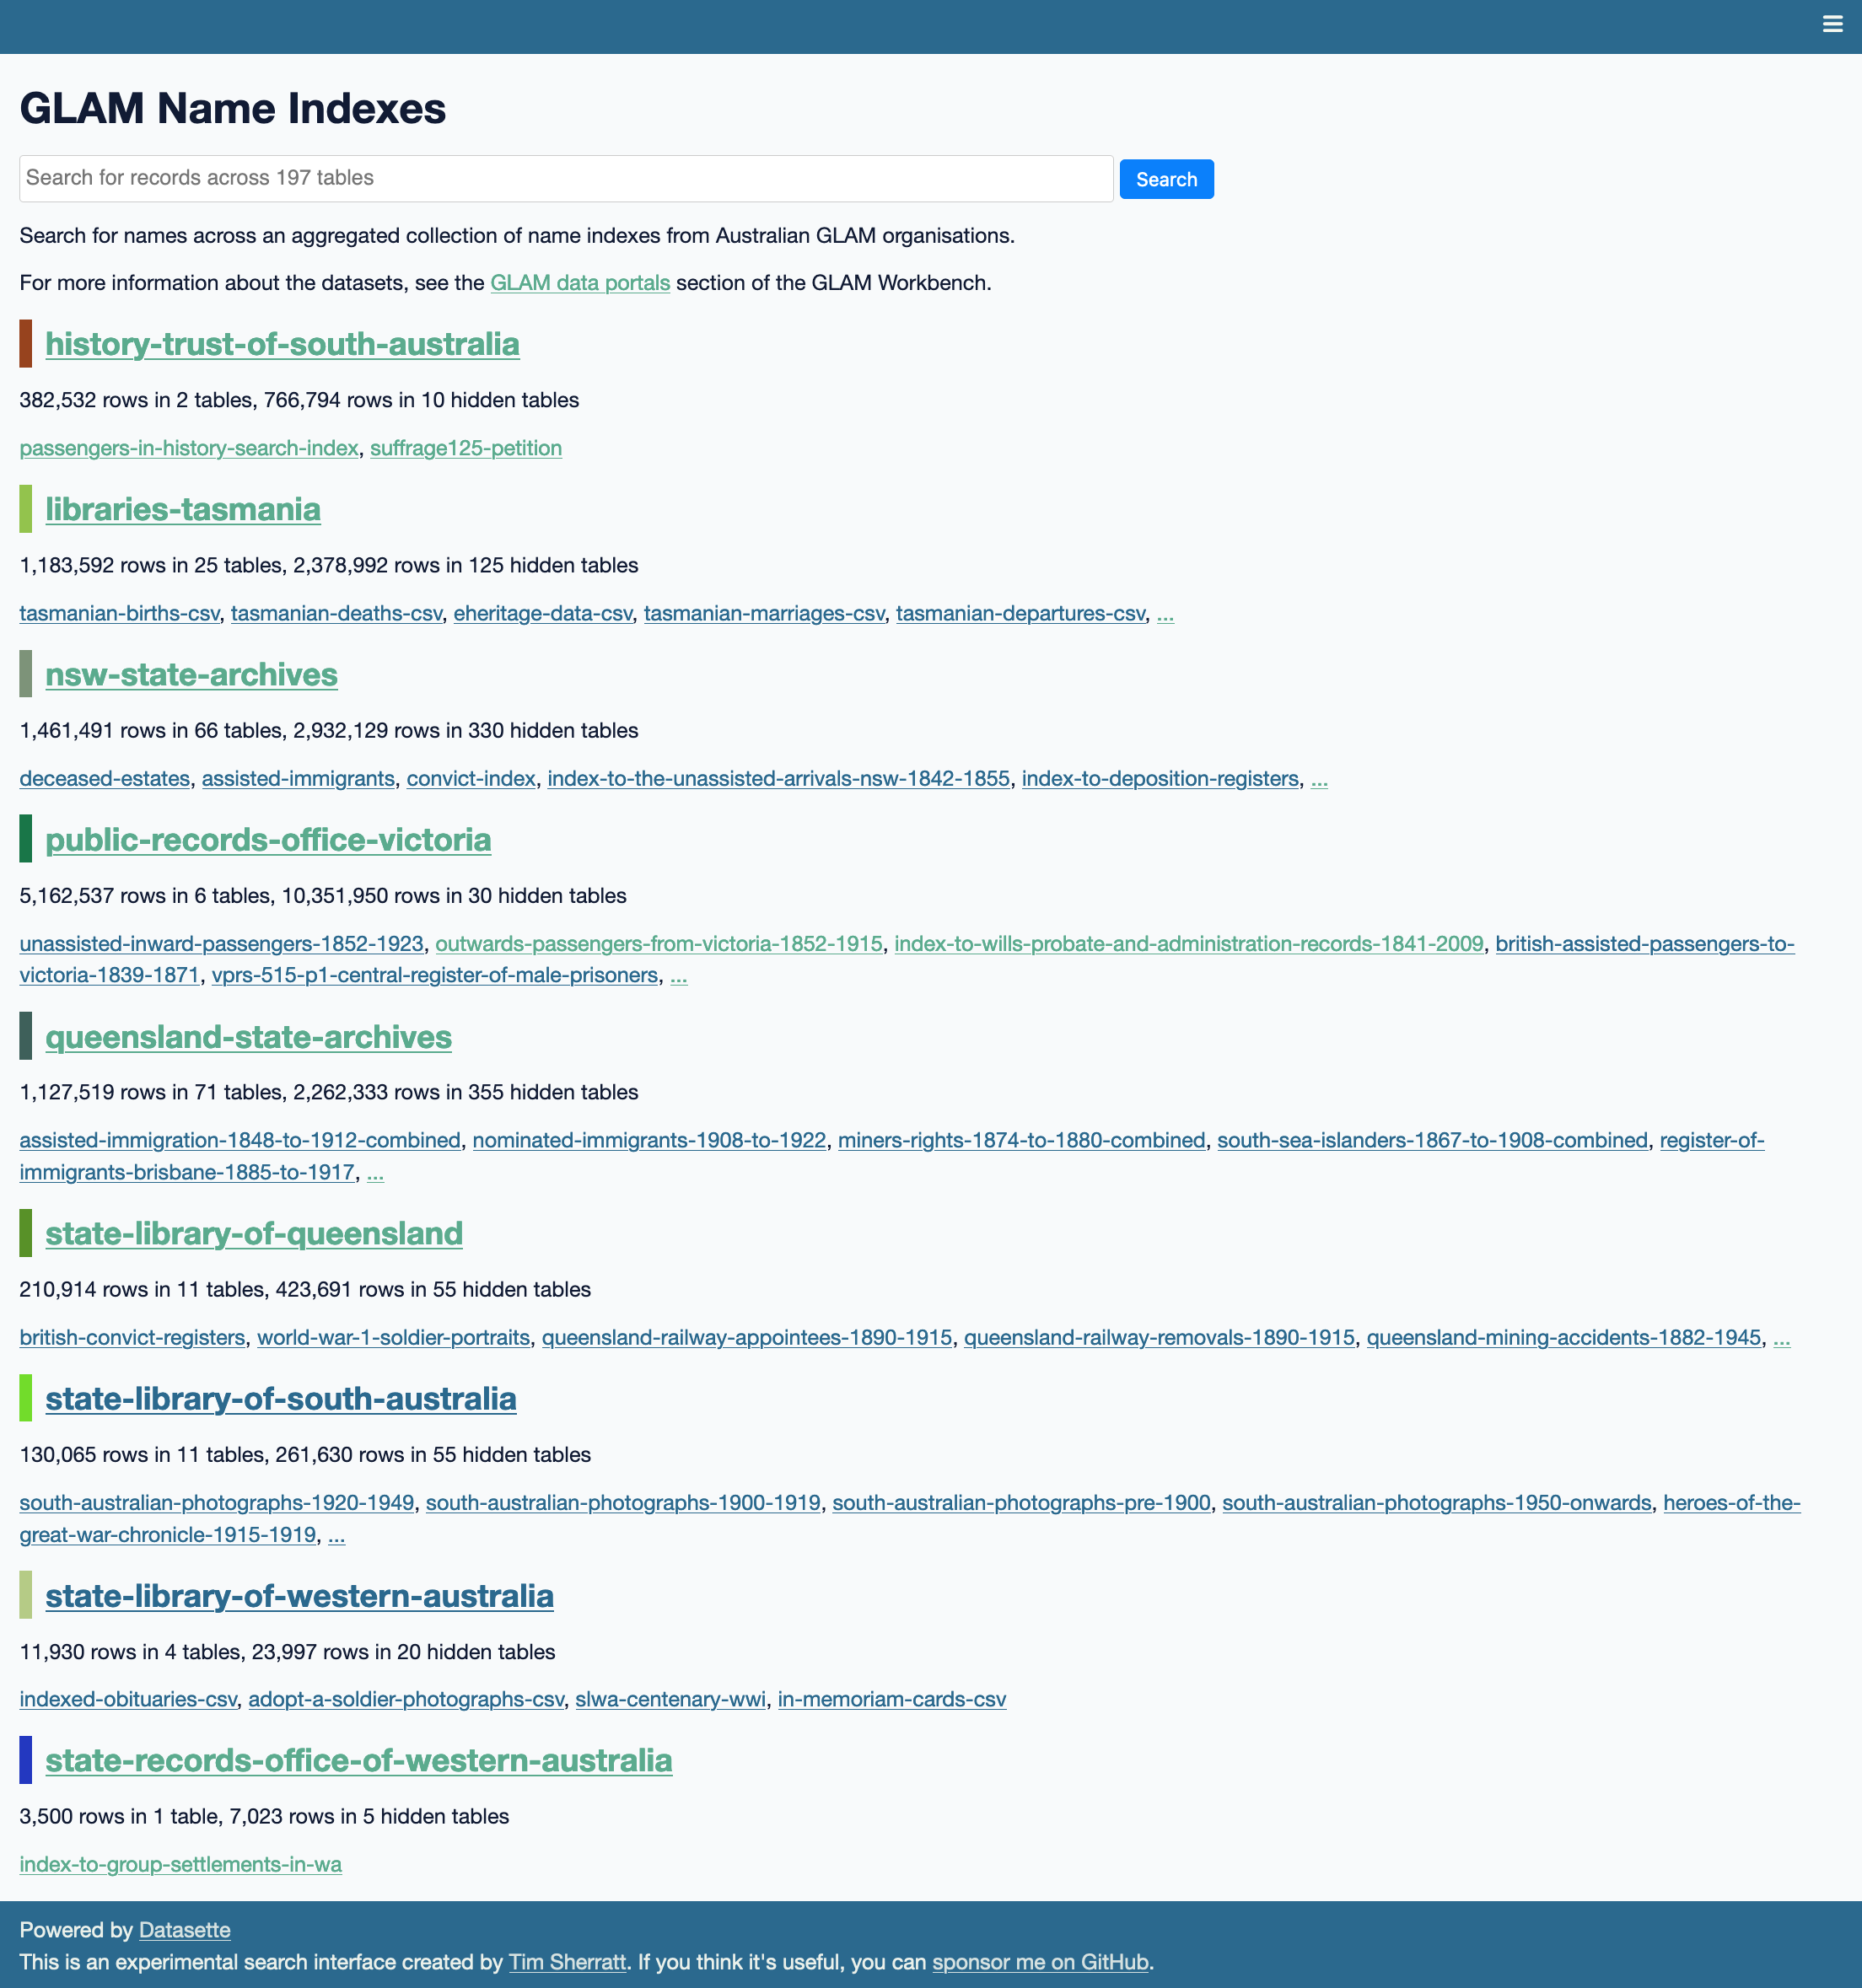 GLAM Name Indexes
Search for records across 197 tables
Search
Search for names across an aggregated collection of name indexes from Australian GLAM organisations.
For more information about the datasets, see the GLAM data portals section of the GLAM Workbench.
history-trust-of-south-australia
382,532 rows in 2 tables, 766,794 rows in 10 hidden tables
passengers-in-history-search-index, suffrage125-petition
libraries-tasmania
1,183,592 rows in 25 tables, 2,378,992 rows in 125 hidden tables
tasmanian-births-csv, tasmanian-deaths-csv, eheritage-data-csv, tasmanian-marriages-csv, tasmanian-departures-csv, ...
nsw-state-archives
1,461,491 rows in 66 tables, 2,932,129 rows in 330 hidden tables
deceased-estates, assisted-immigrants, convict-index, index-to-the-unassisted-arrivals-nsw-1842-1855, index-to-deposition-registers, ...
public-records-office-victoria
5,162,537 rows in 6 tables, 10,351,950 rows in 30 hidden tables
unassisted-inward-passengers-1852-1923, outwards-passengers-from-victoria-1852-1915, index-to-wills-probate-and-administration-records-1841-2009, british-assisted-passengers-to-
victoria-1839-1871, vprs-515-p1-central-register-of-male-prisoners, ...
queensland-state-archives
1,127,519 rows in 71 tables, 2,262,333 rows in 355 hidden tables
assisted-immigration-1848-to-1912-combined, nominated-immigrants-1908-to-1922, miners-rights-1874-to-1880-combined, south-sea-islanders-1867-to-1908-combined, register-of-
immigrants-brisbane-1885-to-1917, ...
state-library-of-queensland
210,914 rows in 11 tables, 423,691 rows in 55 hidden tables
british-convict-registers, world-war-1-soldier-portraits, queensland-railway-appointees-1890-1915, queensland-railway-removals-1890-1915, queensland-mining-accidents-1882-1945, ...
state-library-of-south-australia
130,065 rows in 11 tables, 261,630 rows in 55 hidden tables
south-australian-photographs-1920-1949, south-australian-photographs-1900-1919, south-australian-photographs-pre-1900, south-australian-photographs-1950-onwards, heroes-of-the-
great-war-chronicle-1915-1919, ...
state-library-of-western-australia
11,930 rows in 4 tables, 23,997 rows in 20 hidden tables
indexed-obituaries-csv, adopt-a-soldier-photographs-csv, slwa-centenary-wwi, in-memoriam-cards-csv
state-records-office-of-western-australia
3,500 rows in 1 table, 7,023 rows in 5 hidden tables
index-to-group-settlements-in-wa
Powered by Datasette
This is an experimental search interface created by Tim Sherratt. If you think it's useful, you can sponsor me on GitHub.